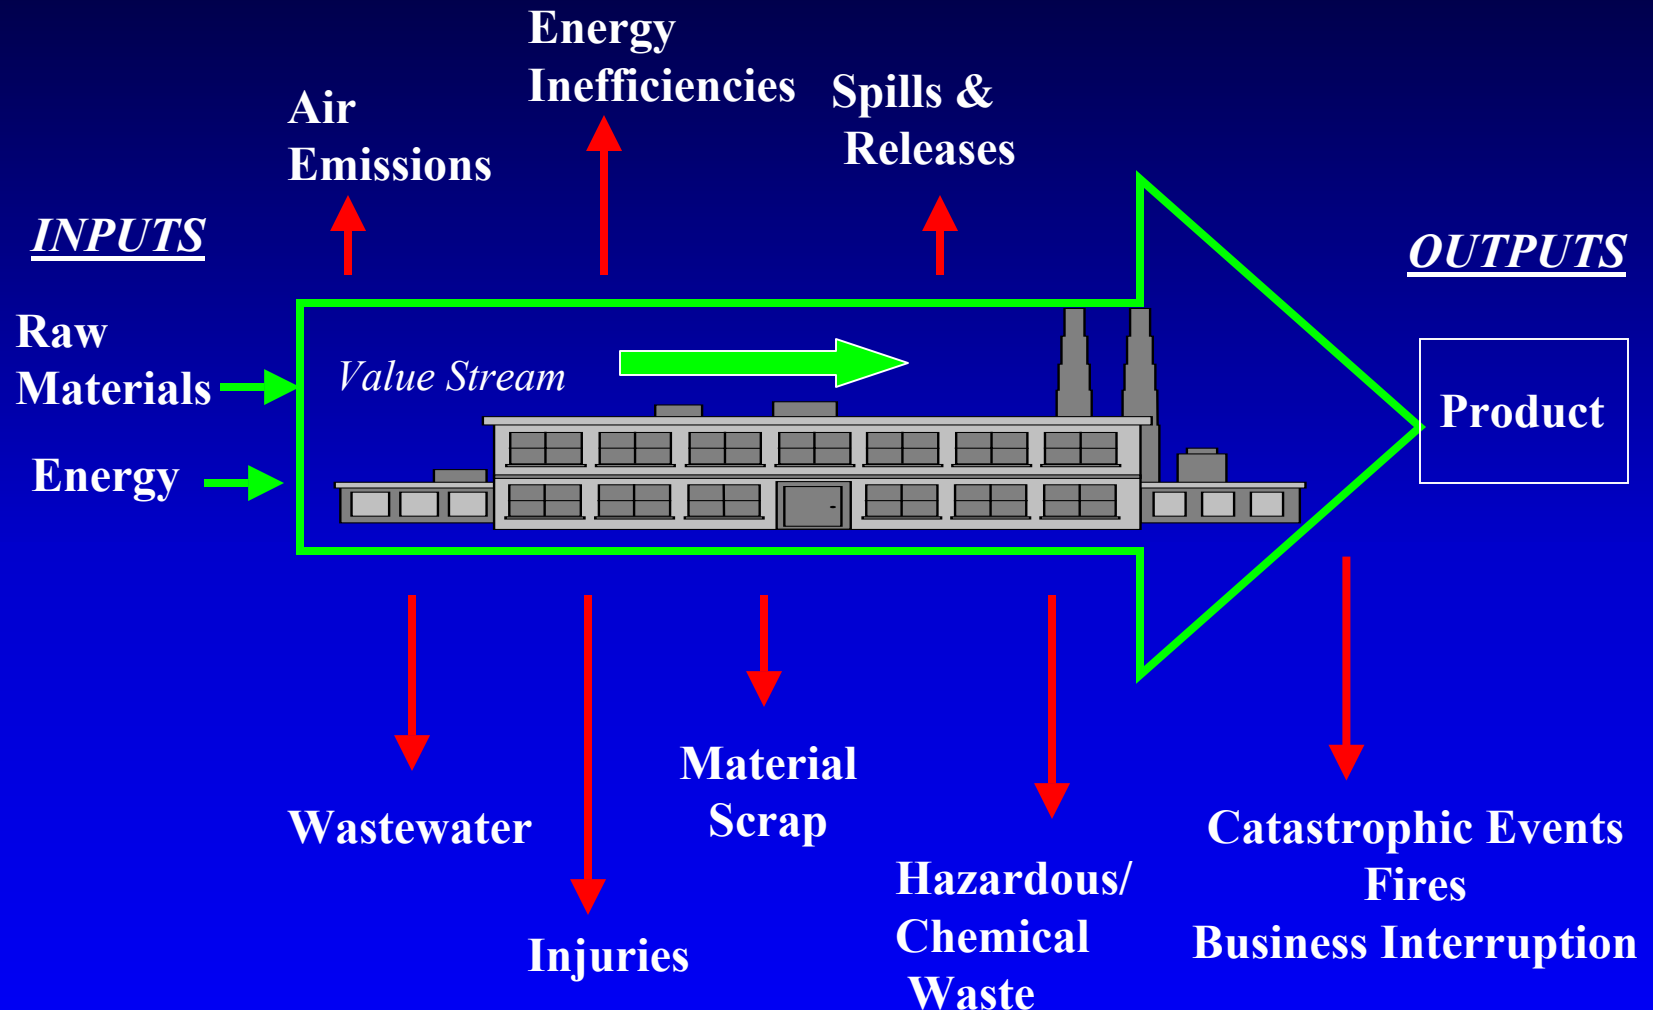 Energy
Inefficiencies
Air
Emissions
Spills &
Releases
INPUTS
OUTPUTS
Raw
Materials
Energy
Value Stream
Product
Wastewater
Injuries
Material
Scrap
Hazardous/
Chemical
Waste
Catastrophic Events
Fires
Business Interruption